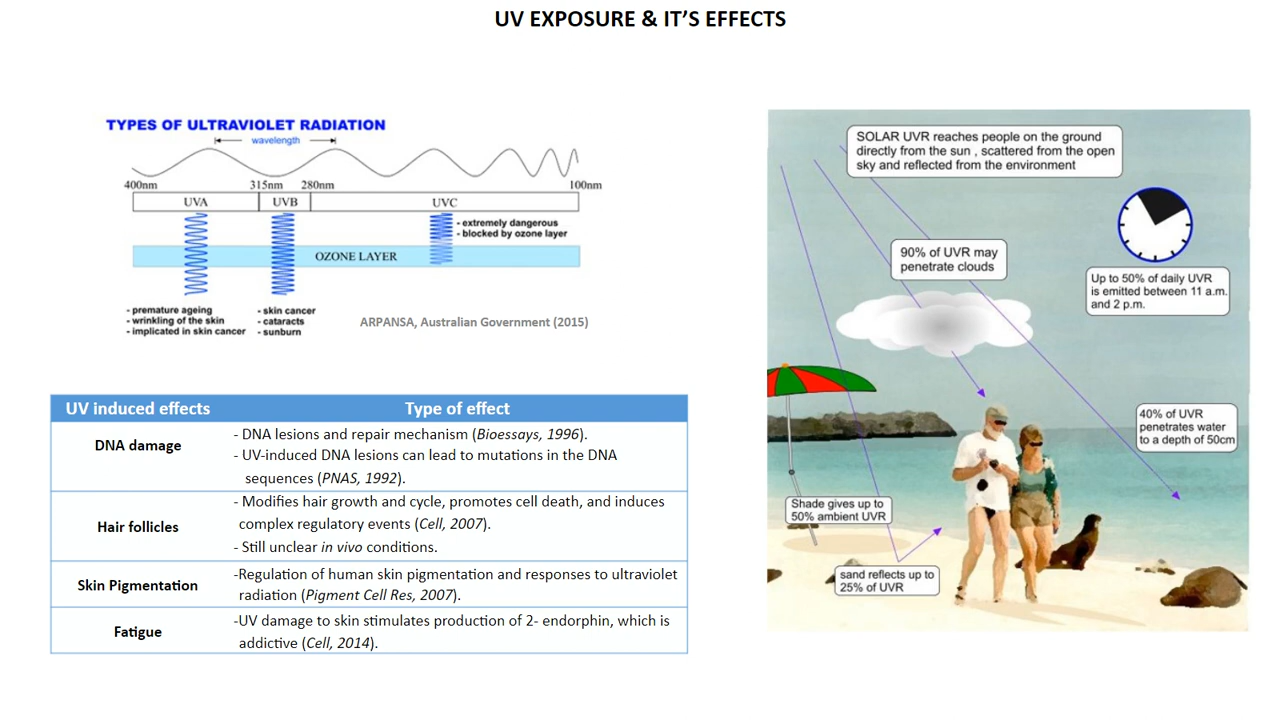 UV EXPOSURE & IT’S EFFECTS
TYPES OF ULTRAVIOLET RADIATION
wavelength
400nm 315nm 280nm 100nm
UVA UVB UVC
- extremely dangerous
- blocked by ozone layer
OZONE LAYER
- premature ageing
- wrinkling of the skin
- implicated in skin cancer
- skin cancer
- cataracts
- sunburn
ARPANSA, Australian Government (2015)
UV induced effects Type of effect
DNA damage
- DNA lesions and repair mechanism (Bioessays, 1996).
- UV-induced DNA lesions can lead to mutations in the DNA
sequences (PNAS, 1992).
Hair follicles
- Modifies hair growth and cycle, promotes cell death, and induces
complex regulatory events (Cell, 2007).
- Still unclear in vivo conditions.
Skin Pigmentation
-Regulation of human skin pigmentation and responses to ultraviolet
radiation (Pigment Cell Res, 2007).
Fatigue
-UV damage to skin stimulates production of 2- endorphin, which is
addictive (Cell, 2014).
SOLAR UVR reaches people on the ground
directly from the sun , scattered from the open
sky and reflected from the environment
90% of UVR may
penetrate clouds
Up to 50% of daily UVR
is emitted between 11 a.m.
and 2 p.m.
40% of UVR
penetrates water
to a depth of 50cm
Shade gives up to
50% ambient UVR
sand reflects up to
25% of UVR